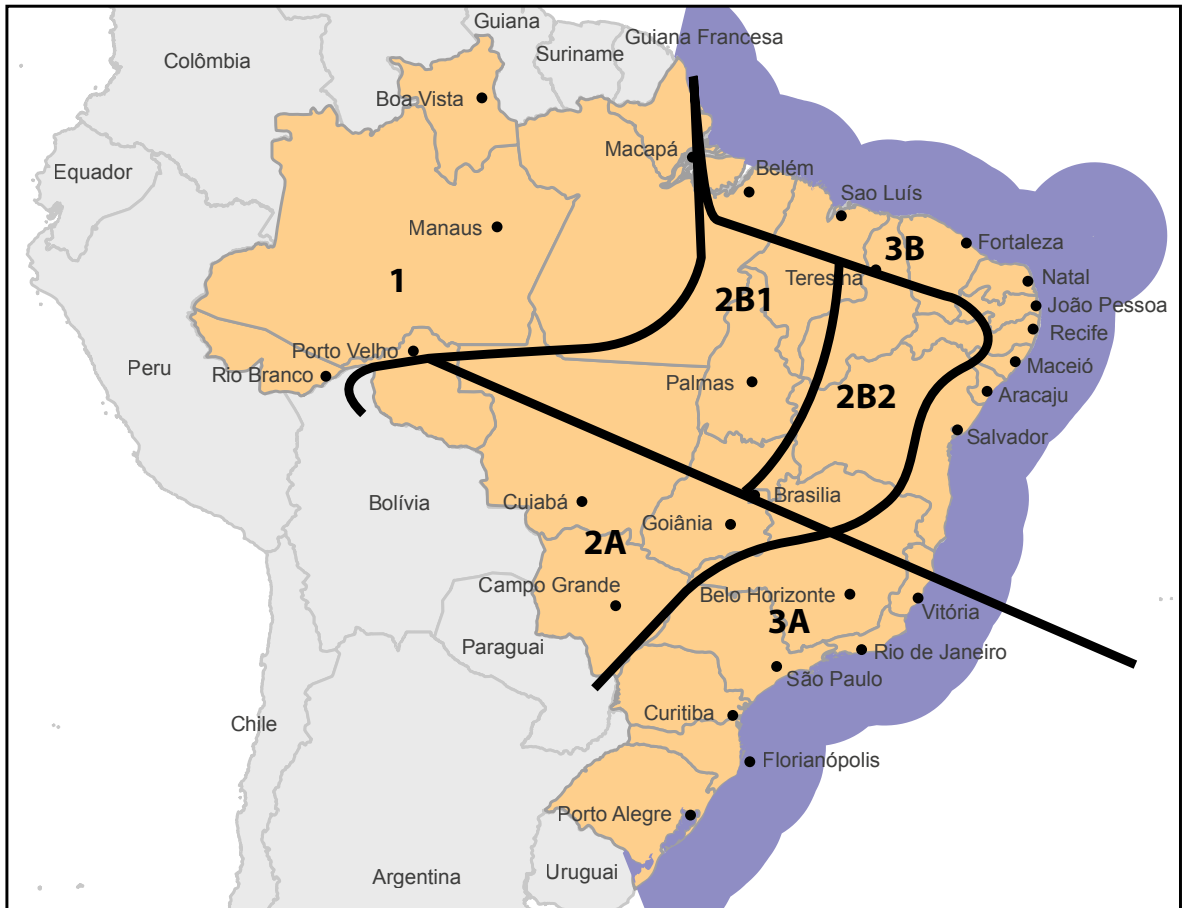 Guiana
Guiana Francesa
Suriname
Colômbia
Boa Vista
Macapá
Belém
Equador
Sao Luís
Manaus
Fortaleza
3B
Teresina
1
Natal
2B1
João Pessoa
Recife
Porto Velho
Maceió
Peru
Rio Branco
Palmas
2B2
Aracaju
Salvador
Bolívia
Cuiabá
Brasilia
Goiânia
2A
Campo Grande
Belo Horizonte
Vitória
3A
Paraguai
Rio de Janeiro
São Paulo
Curitiba
Chile
Florianópolis
Porto Alegre
Argentina
Uruguai